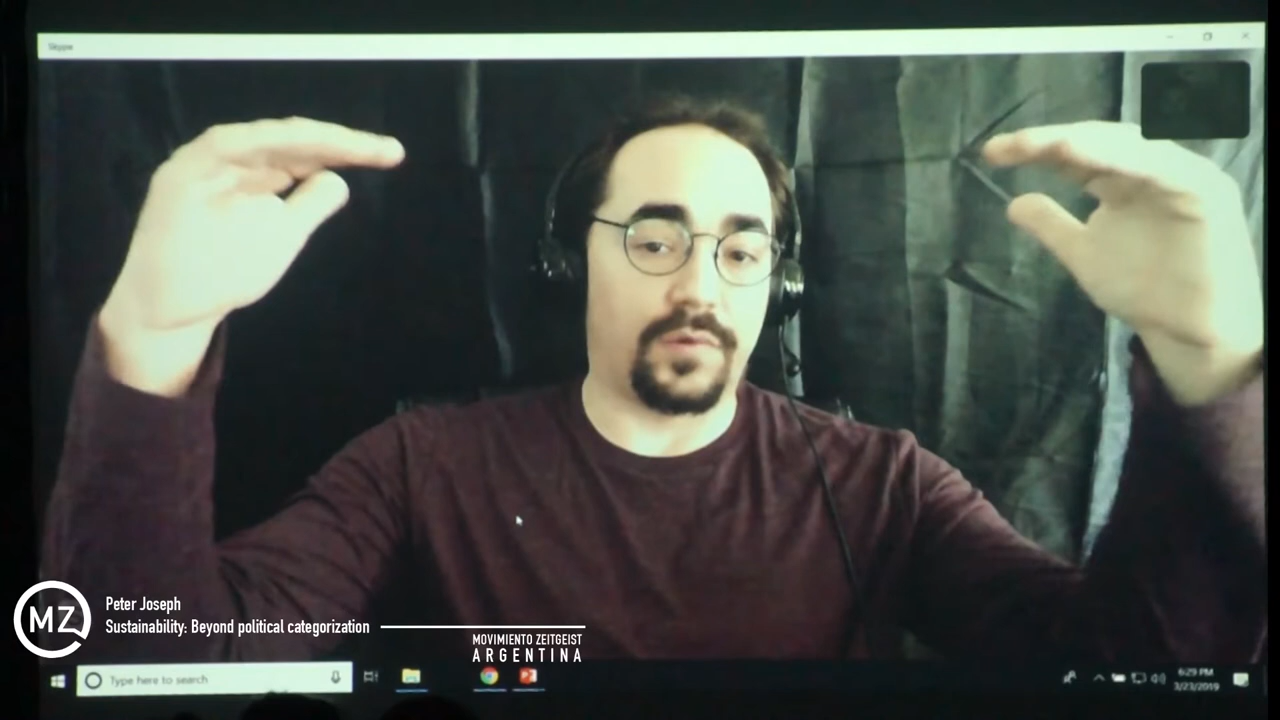 Skype
MZ
Peter Joseph
Sustainability: Beyond political categorization
MOVIMIENTO ZEITGEIST
ARGENTINA
Type here to search
6:29 PM
3/23/2019